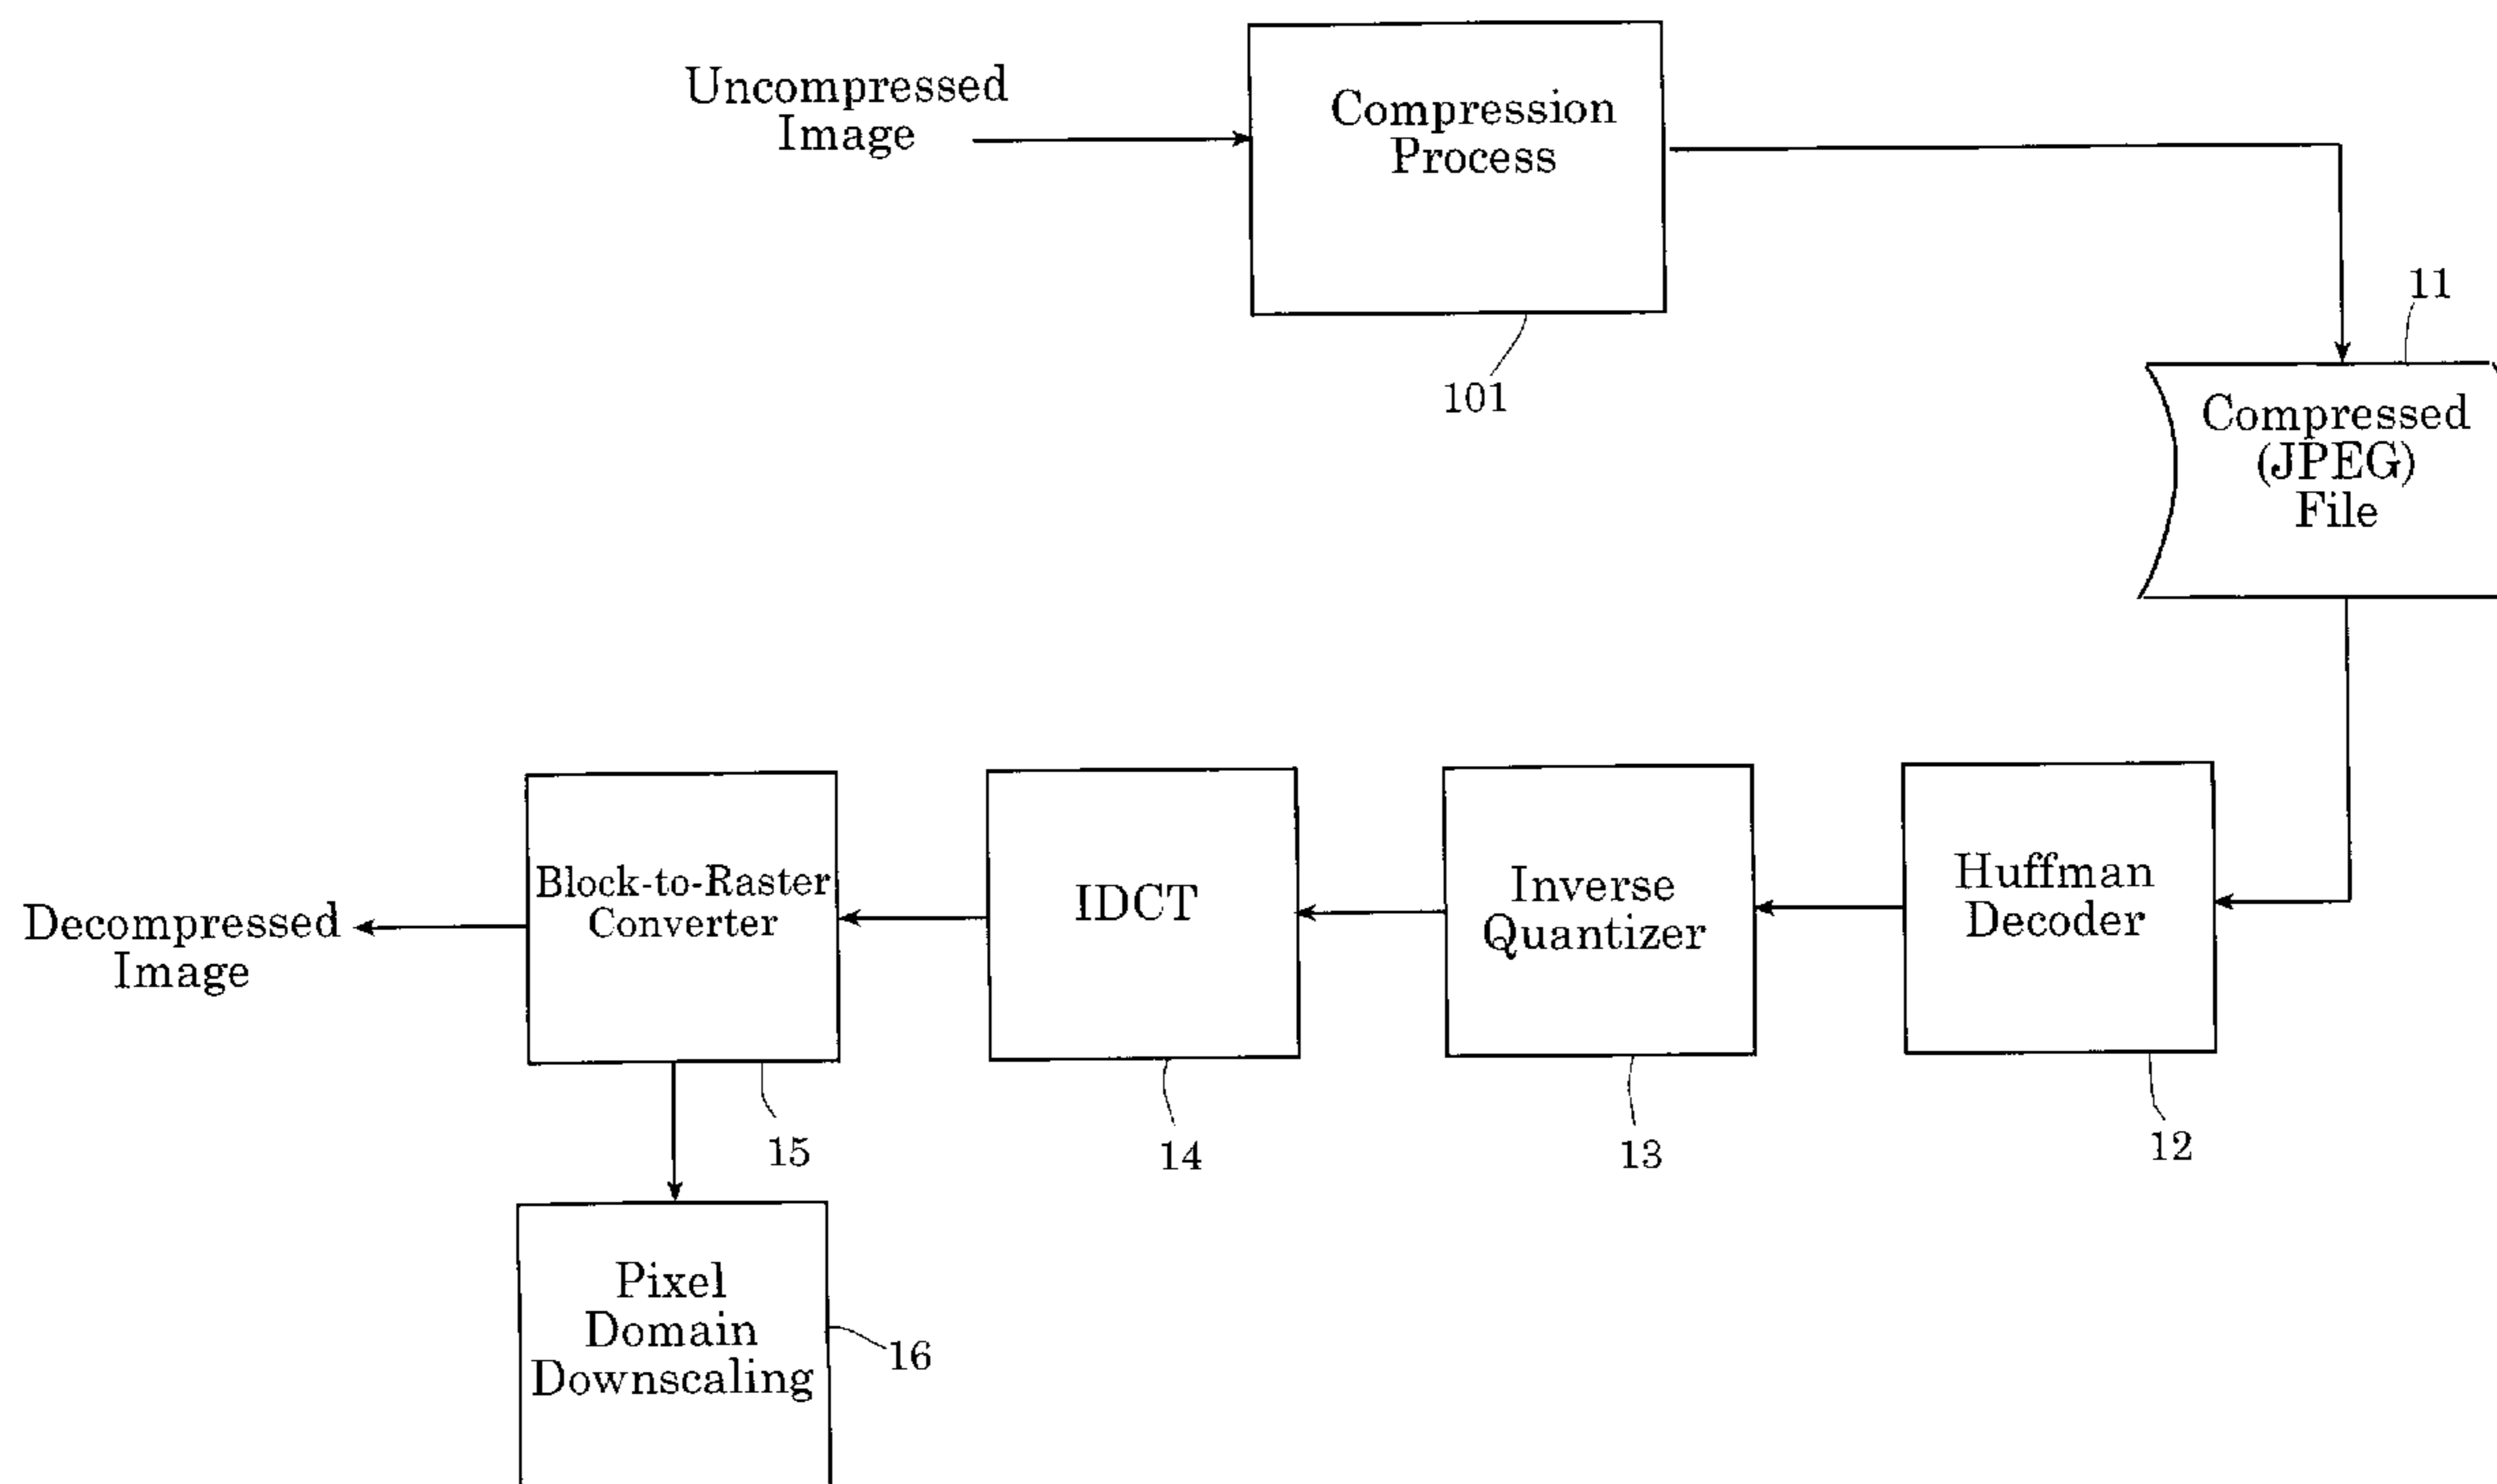 Uncompressed
Image
Compression
Process
101
11
Compressed
(JPEG)
File
Decompressed
Image
Block-to-Raster
Converter
IDCT
Inverse
Quantizer
Huffman
Decoder
15
14
13
12
Pixel
Domain
Downscaling
16